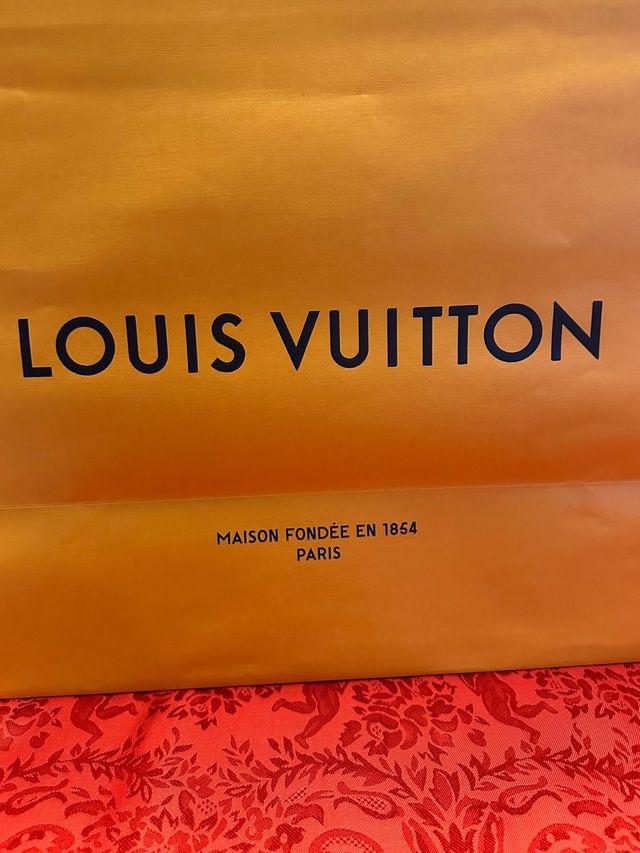 LOUIS VUITTON
MAISON FONDÉE EN 1854
PARIS